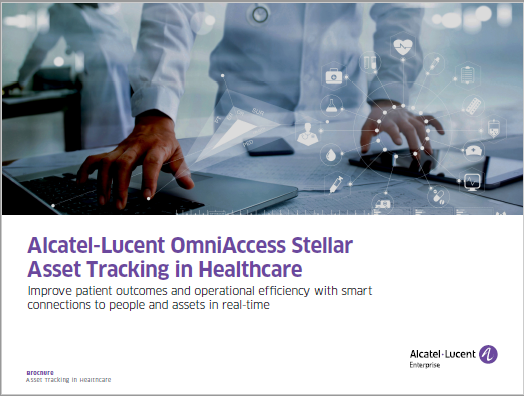 Alcatel-Lucent OmniAccess Stellar
Asset Tracking in Healthcare
Improve patient outcomes and operational efficiency with smart
connections to people and assets in real-time
Alcatel·Lucent
Enterprise
Brochure
Asset Tracking in Healthcare